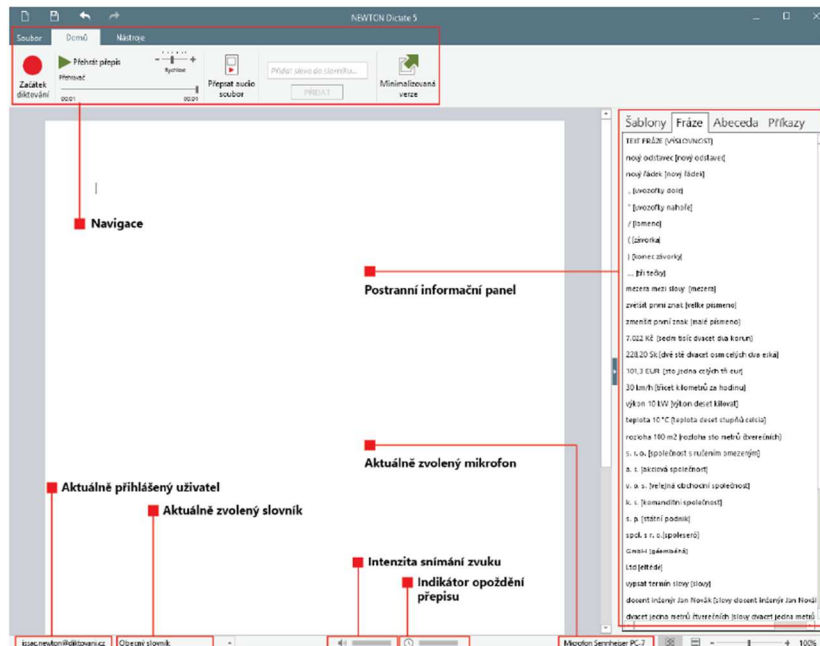 NEWTON Dictate 5
Soubor Domů Nástroje
Začátek diktování
Přehrát přepis
Přehrávač
Rychlost
00:01 00:01
Přepsat audio soubor
Přidat slovo do slovníku...
PŘIDAT
Minimalizovaná verze
Navigace
Postranní informační panel
Aktuálně zvolený mikrofon
Aktuálně přihlášený uživatel
Aktuálně zvolený slovník
Intenzita snímání zvuku
Indikátor opoždění
přepisu
Šablony Fráze Abeceda Příkazy
TEXT FRÁZE [VÝSLOVNOST]
nový odstavec [nový odstavec]
nový řádek [nový řádek]
„ [uvozofky dole]
" [uvozofky nahoře]
/ [lomeno]
( [závorka]
) [konec závorky]
... [tři tečky]
mezera mezi slovy [mezera]
zvětšit první znak [velké písmeno]
zmenšit první znak [malé písmeno]
7.022 Kč [sedm tisíc dvacet dva korun]
228,20 Sk [dvě stě dvacet osm celých dva eská]
101,3 EUR [sto jedna celých tři eur]
30 km/h [třicet kilometrů za hodinu]
výkon 10 kW [výkon deset kilovat]
teplota 10 °C [teplota deset stupňů celcia]
rozloha 100 m2 [rozloha sto metrů čtverečních]
s. r. o. [společnost s ručením omezeným]
a. s. [akciová společnost]
v. o. s. [veřejná obchodní společnost]
k. s. [komanditní společnost]
s. p. [státní podnik]
spol. s r. o. [spoleseró]
GmbH [géembéhá]
Ltd [eltédé]
vypsat termín slovy [slovy]
docent inženýr Jan Novák [slovy docent inženýr Jan Novák
dvacet jedna metrů čtverečních [slovy dvacet jedna metrů
issac.newton@diktovani.cz Obecný slovník Microfon Sennheiser PC-7 100%